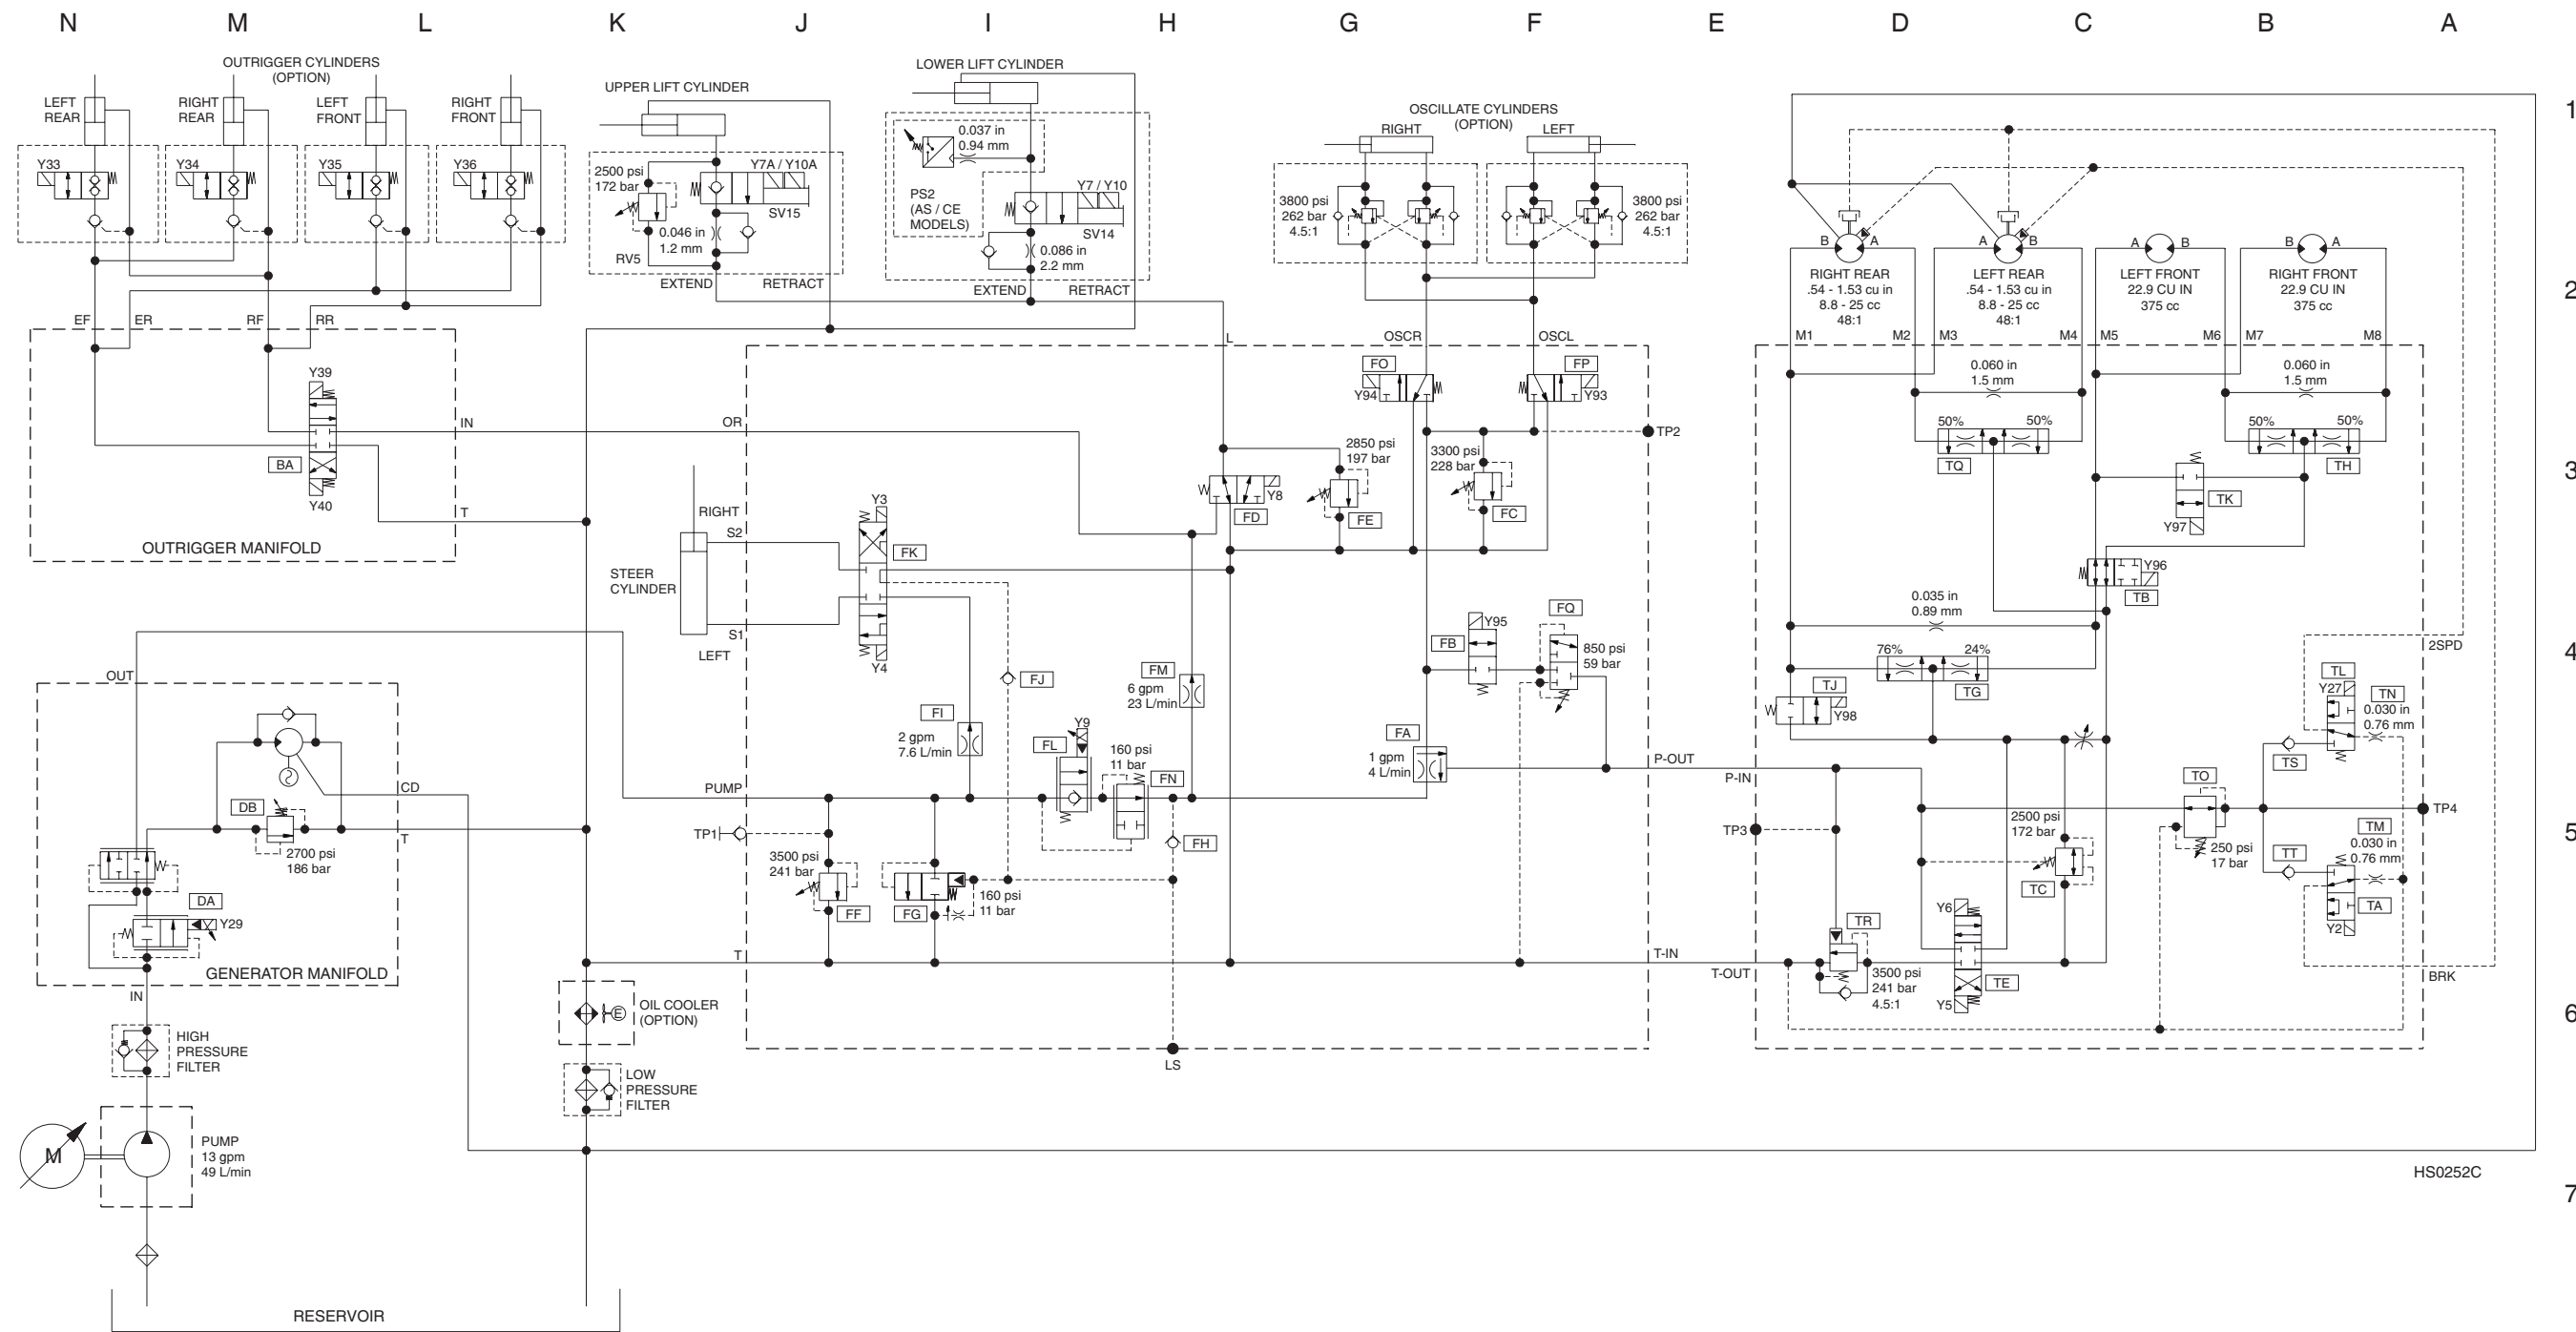 N M L K J I H G F E D C B A
1
2
3
4
5
6
7
OUTRIGGER CYLINDERS
(OPTION)
LEFT
REAR
RIGHT
REAR
LEFT
FRONT
RIGHT
FRONT
Y33
Y34
Y35
Y36
EF
ER
RF
RR
Y39
BA
Y40
IN
T
OUTRIGGER MANIFOLD
UPPER LIFT CYLINDER
2500 psi
172 bar
Y7A / Y10A
SV15
0.046 in
1.2 mm
RV5
EXTEND
RETRACT
LOWER LIFT CYLINDER
0.037 in
0.94 mm
PS2
(AS / CE
MODELS)
Y7 / Y10
SV14
0.086 in
2.2 mm
EXTEND
RETRACT
OSCILLATE CYLINDERS
(OPTION)
RIGHT
LEFT
3800 psi
262 bar
4.5:1
3800 psi
262 bar
4.5:1
L
OSCR
OSCL
FO
Y94
FP
Y93
OR
TP2
2850 psi
197 bar
3300 psi
228 bar
Y8
FD
FE
FC
RIGHT
S2
STEER
CYLINDER
S1
LEFT
Y3
FK
Y4
FJ
FM
6 gpm
23 L/min
FI
2 gpm
7.6 L/min
Y9
FL
160 psi
11 bar
FN
FH
Y95
FB
FQ
850 psi
59 bar
FA
1 gpm
4 L/min
PUMP
TP1
3500 psi
241 bar
FF
FG
160 psi
11 bar
T
LS
P-OUT
P-IN
T-IN
T-OUT
TP3
OUT
CD
T
DB
2700 psi
186 bar
DA
Y29
GENERATOR MANIFOLD
IN
HIGH
PRESSURE
FILTER
M
PUMP
13 gpm
49 L/min
RESERVOIR
E
OIL COOLER
(OPTION)
LOW
PRESSURE
FILTER
B
A
RIGHT REAR
.54 - 1.53 cu in
8.8 - 25 cc
48:1
A
B
LEFT REAR
.54 - 1.53 cu in
8.8 - 25 cc
48:1
A
B
LEFT FRONT
22.9 CU IN
375 cc
B
A
RIGHT FRONT
22.9 CU IN
375 cc
M1
M2
M3
M4
M5
M6
M7
M8
0.060 in
1.5 mm
0.060 in
1.5 mm
50%
50%
TQ
50%
50%
TH
TK
Y97
Y96
TB
0.035 in
0.89 mm
76%
24%
TG
TJ
Y98
2SPD
TL
Y27
TN
0.030 in
0.76 mm
TS
TO
250 psi
17 bar
TP4
TM
0.030 in
0.76 mm
TT
TA
Y2
2500 psi
172 bar
TC
TR
3500 psi
241 bar
4.5:1
Y6
TE
Y5
BRK
HS0252C